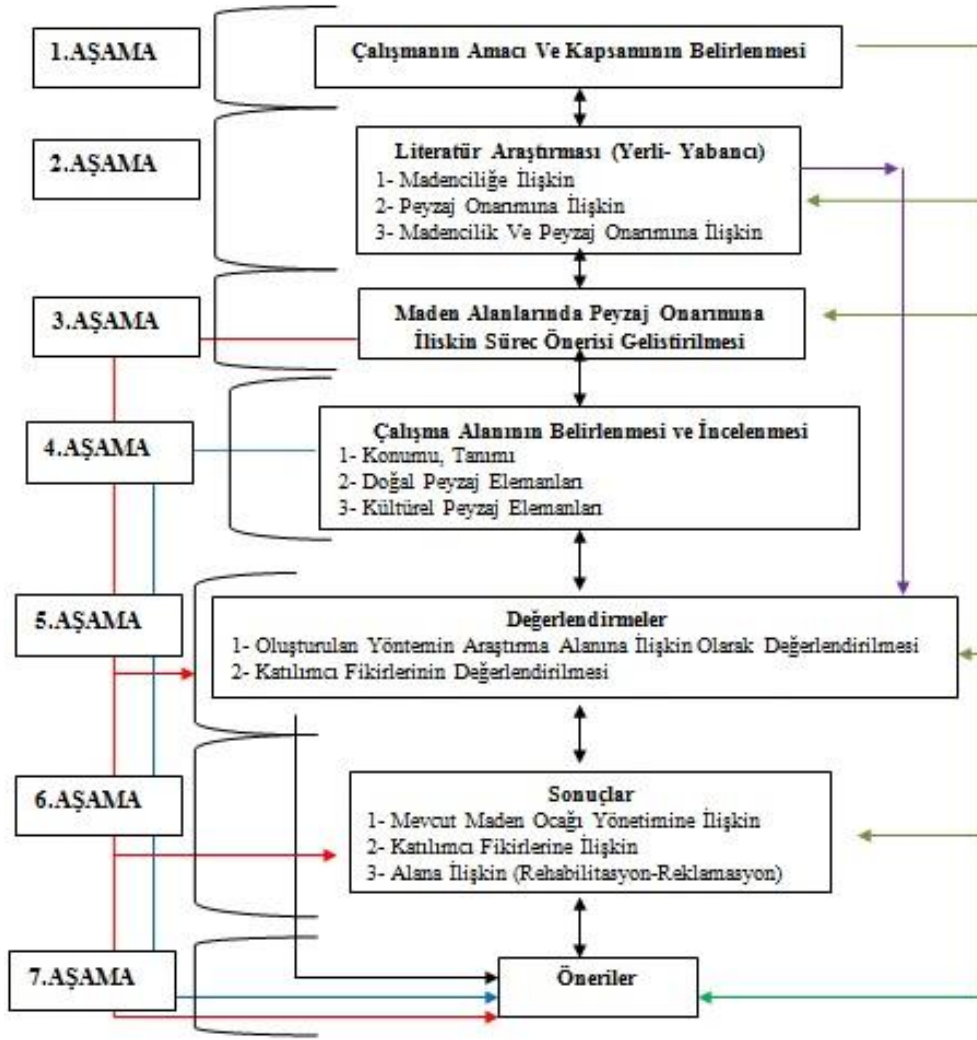 1.AŞAMA
Çalışmanın Amacı Ve Kapsamının Belirlenmesi
2.AŞAMA
Literatür Araştırması (Yerli- Yabancı)
1- Madenciliğe İlişkin
2- Peyzaj Onarımına İlişkin
3- Madencilik Ve Peyzaj Onarımına İlişkin
3.AŞAMA
Maden Alanlarında Peyzaj Onarımına
İliskin Sürec Önerisi Gelistirilmesi
4.AŞAMA
Çalışma Alanının Belirlenmesi ve İncelenmesi
1- Konumu, Tanımı
2- Doğal Peyzaj Elemanları
3- Kültürel Peyzaj Elemanları
5.AŞAMA
Değerlendirmeler
1- Oluşturulan Yöntemin Araştırma Alanına İlişkin Olarak Değerlendirilmesi
2- Katılımcı Fikirlerinin Değerlendirilmesi
6.AŞAMA
Sonuçlar
1- Mevcut Maden Ocağı Yönetimine İlişkin
2- Katılımcı Fikirlerine İlişkin
3- Alana İlişkin (Rehabilitasyon-Reklamasyon)
7.AŞAMA
Öneriler